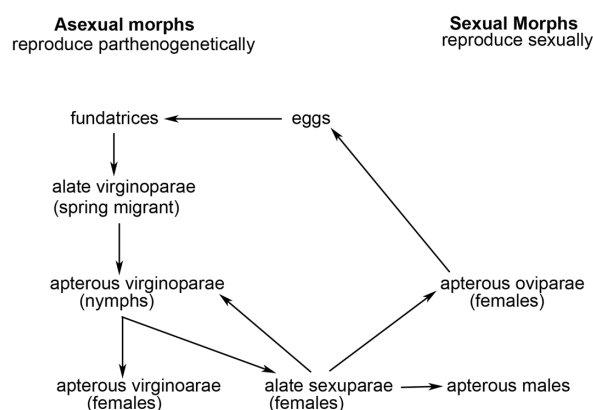 Asexual morphs
reproduce parthenogenetically
Sexual Morphs
reproduce sexually
fundatrices
eggs
alate virginoparae
(spring migrant)
apterous virginoparae
(nymphs)
apterous oviparae
(females)
apterous virginoarae
(females)
alate sexuparae
(females)
apterous males